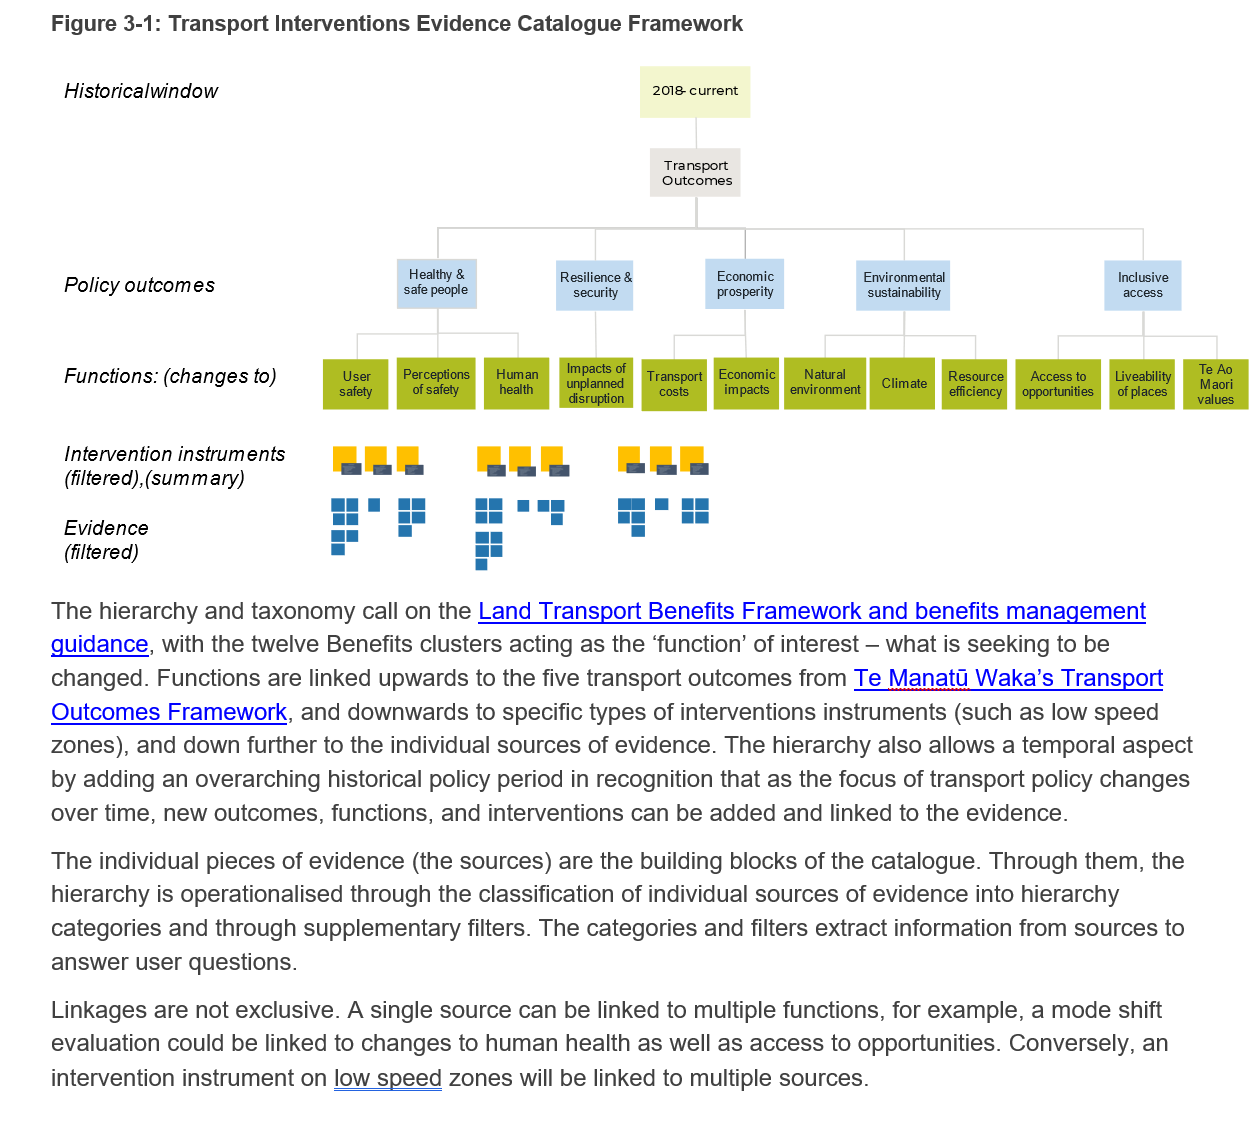 Figure 3-1: Transport Interventions Evidence Catalogue Framework
Historicalwindow
2018- current
Transport
Outcomes
Policy outcomes
Healthy &
safe people
Resilience &
security
Economic
prosperity
Environmental
sustainability
Inclusive
access
Functions: (changes to)
User
safety
Perceptions
of safety
Human
health
Impacts of
unplanned
disruption
Transport
costs
Economic
impacts
Natural
environment
Climate
Resource
efficiency
Access to
opportunities
Liveability
of places
Te Ao
Maori
values
Intervention instruments
(filtered),(summary)
Evidence
(filtered)
The hierarchy and taxonomy call on the Land Transport Benefits Framework and benefits management
guidance, with the twelve Benefits clusters acting as the ‘function’ of interest – what is seeking to be
changed. Functions are linked upwards to the five transport outcomes from Te Manatū Waka’s Transport
Outcomes Framework, and downwards to specific types of interventions instruments (such as low speed
zones), and down further to the individual sources of evidence. The hierarchy also allows a temporal aspect
by adding an overarching historical policy period in recognition that as the focus of transport policy changes
over time, new outcomes, functions, and interventions can be added and linked to the evidence.
The individual pieces of evidence (the sources) are the building blocks of the catalogue. Through them, the
hierarchy is operationalised through the classification of individual sources of evidence into hierarchy
categories and through supplementary filters. The categories and filters extract information from sources to
answer user questions.
Linkages are not exclusive. A single source can be linked to multiple functions, for example, a mode shift
evaluation could be linked to changes to human health as well as access to opportunities. Conversely, an
intervention instrument on low speed zones will be linked to multiple sources.